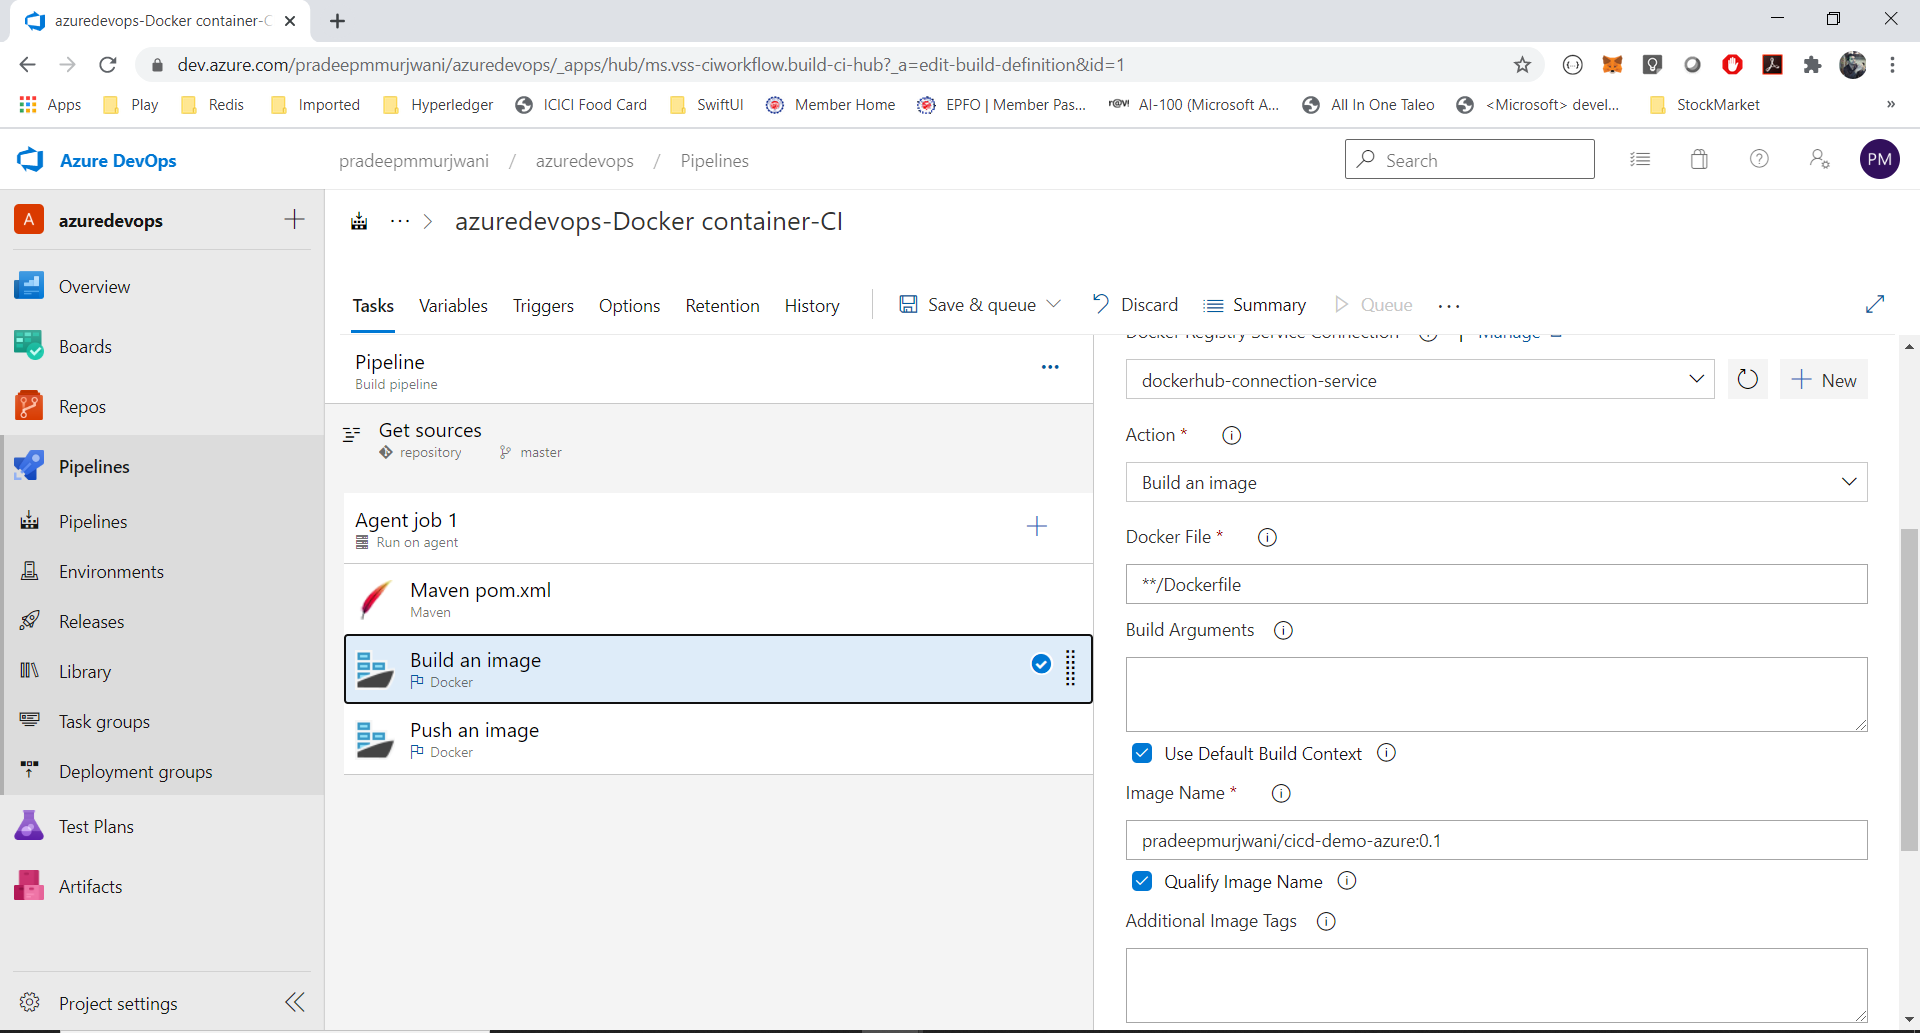 azuredevops-Docker container-C
dev.azure.com/pradeepmmurjwani/azuredevops/_apps/hub/ms.vss-ciworkflow.build-ci-hub?_a=edit-build-definition&id=1
Apps Play Redis Imported Hyperledger ICICI Food Card SwiftUI Member Home EPFO | Member Pas... AI-100 (Microsoft A... All In One Taleo <Microsoft> devel... StockMarket »
Azure DevOps
pradeepmmurjwani / azuredevops / Pipelines
Search
PM
A azuredevops
Overview
Boards
Repos
Pipelines
Pipelines
Environments
Releases
Library
Task groups
Deployment groups
Test Plans
Artifacts
Project settings
azuredevops-Docker container-CI
Tasks Variables Triggers Options Retention History Save & queue Discard Summary Queue
Pipeline
Build pipeline
Get sources
repository master
Agent job 1
Run on agent
Maven pom.xml
Maven
Build an image
Docker
Push an image
Docker
Docker Registry Service Connection | Manage
dockerhub-connection-service
New
Action *
Build an image
Docker File *
**/Dockerfile
Build Arguments
Use Default Build Context
Image Name *
pradeepmurjwani/cicd-demo-azure:0.1
Qualify Image Name
Additional Image Tags